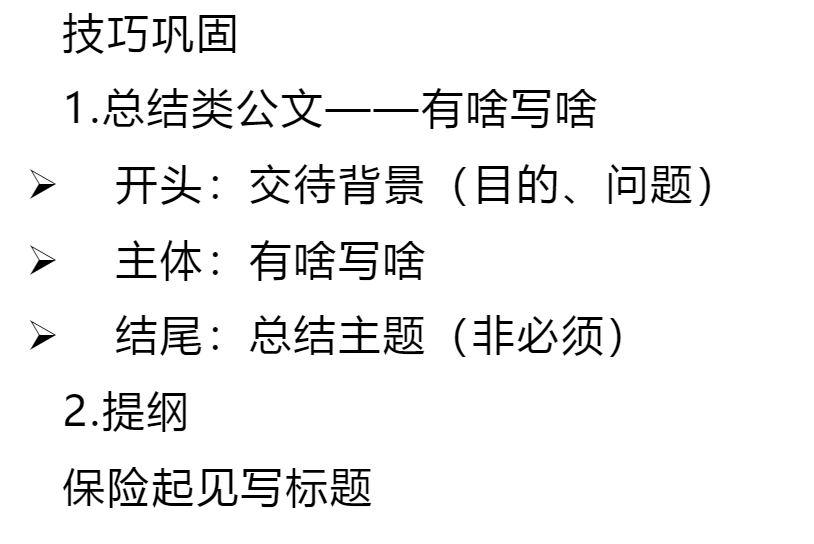 技巧巩固
1.总结类公文——有啥写啥
➢ 开头：交待背景（目的、问题）
➢ 主体：有啥写啥
➢ 结尾：总结主题（非必须）
2.提纲
保险起见写标题